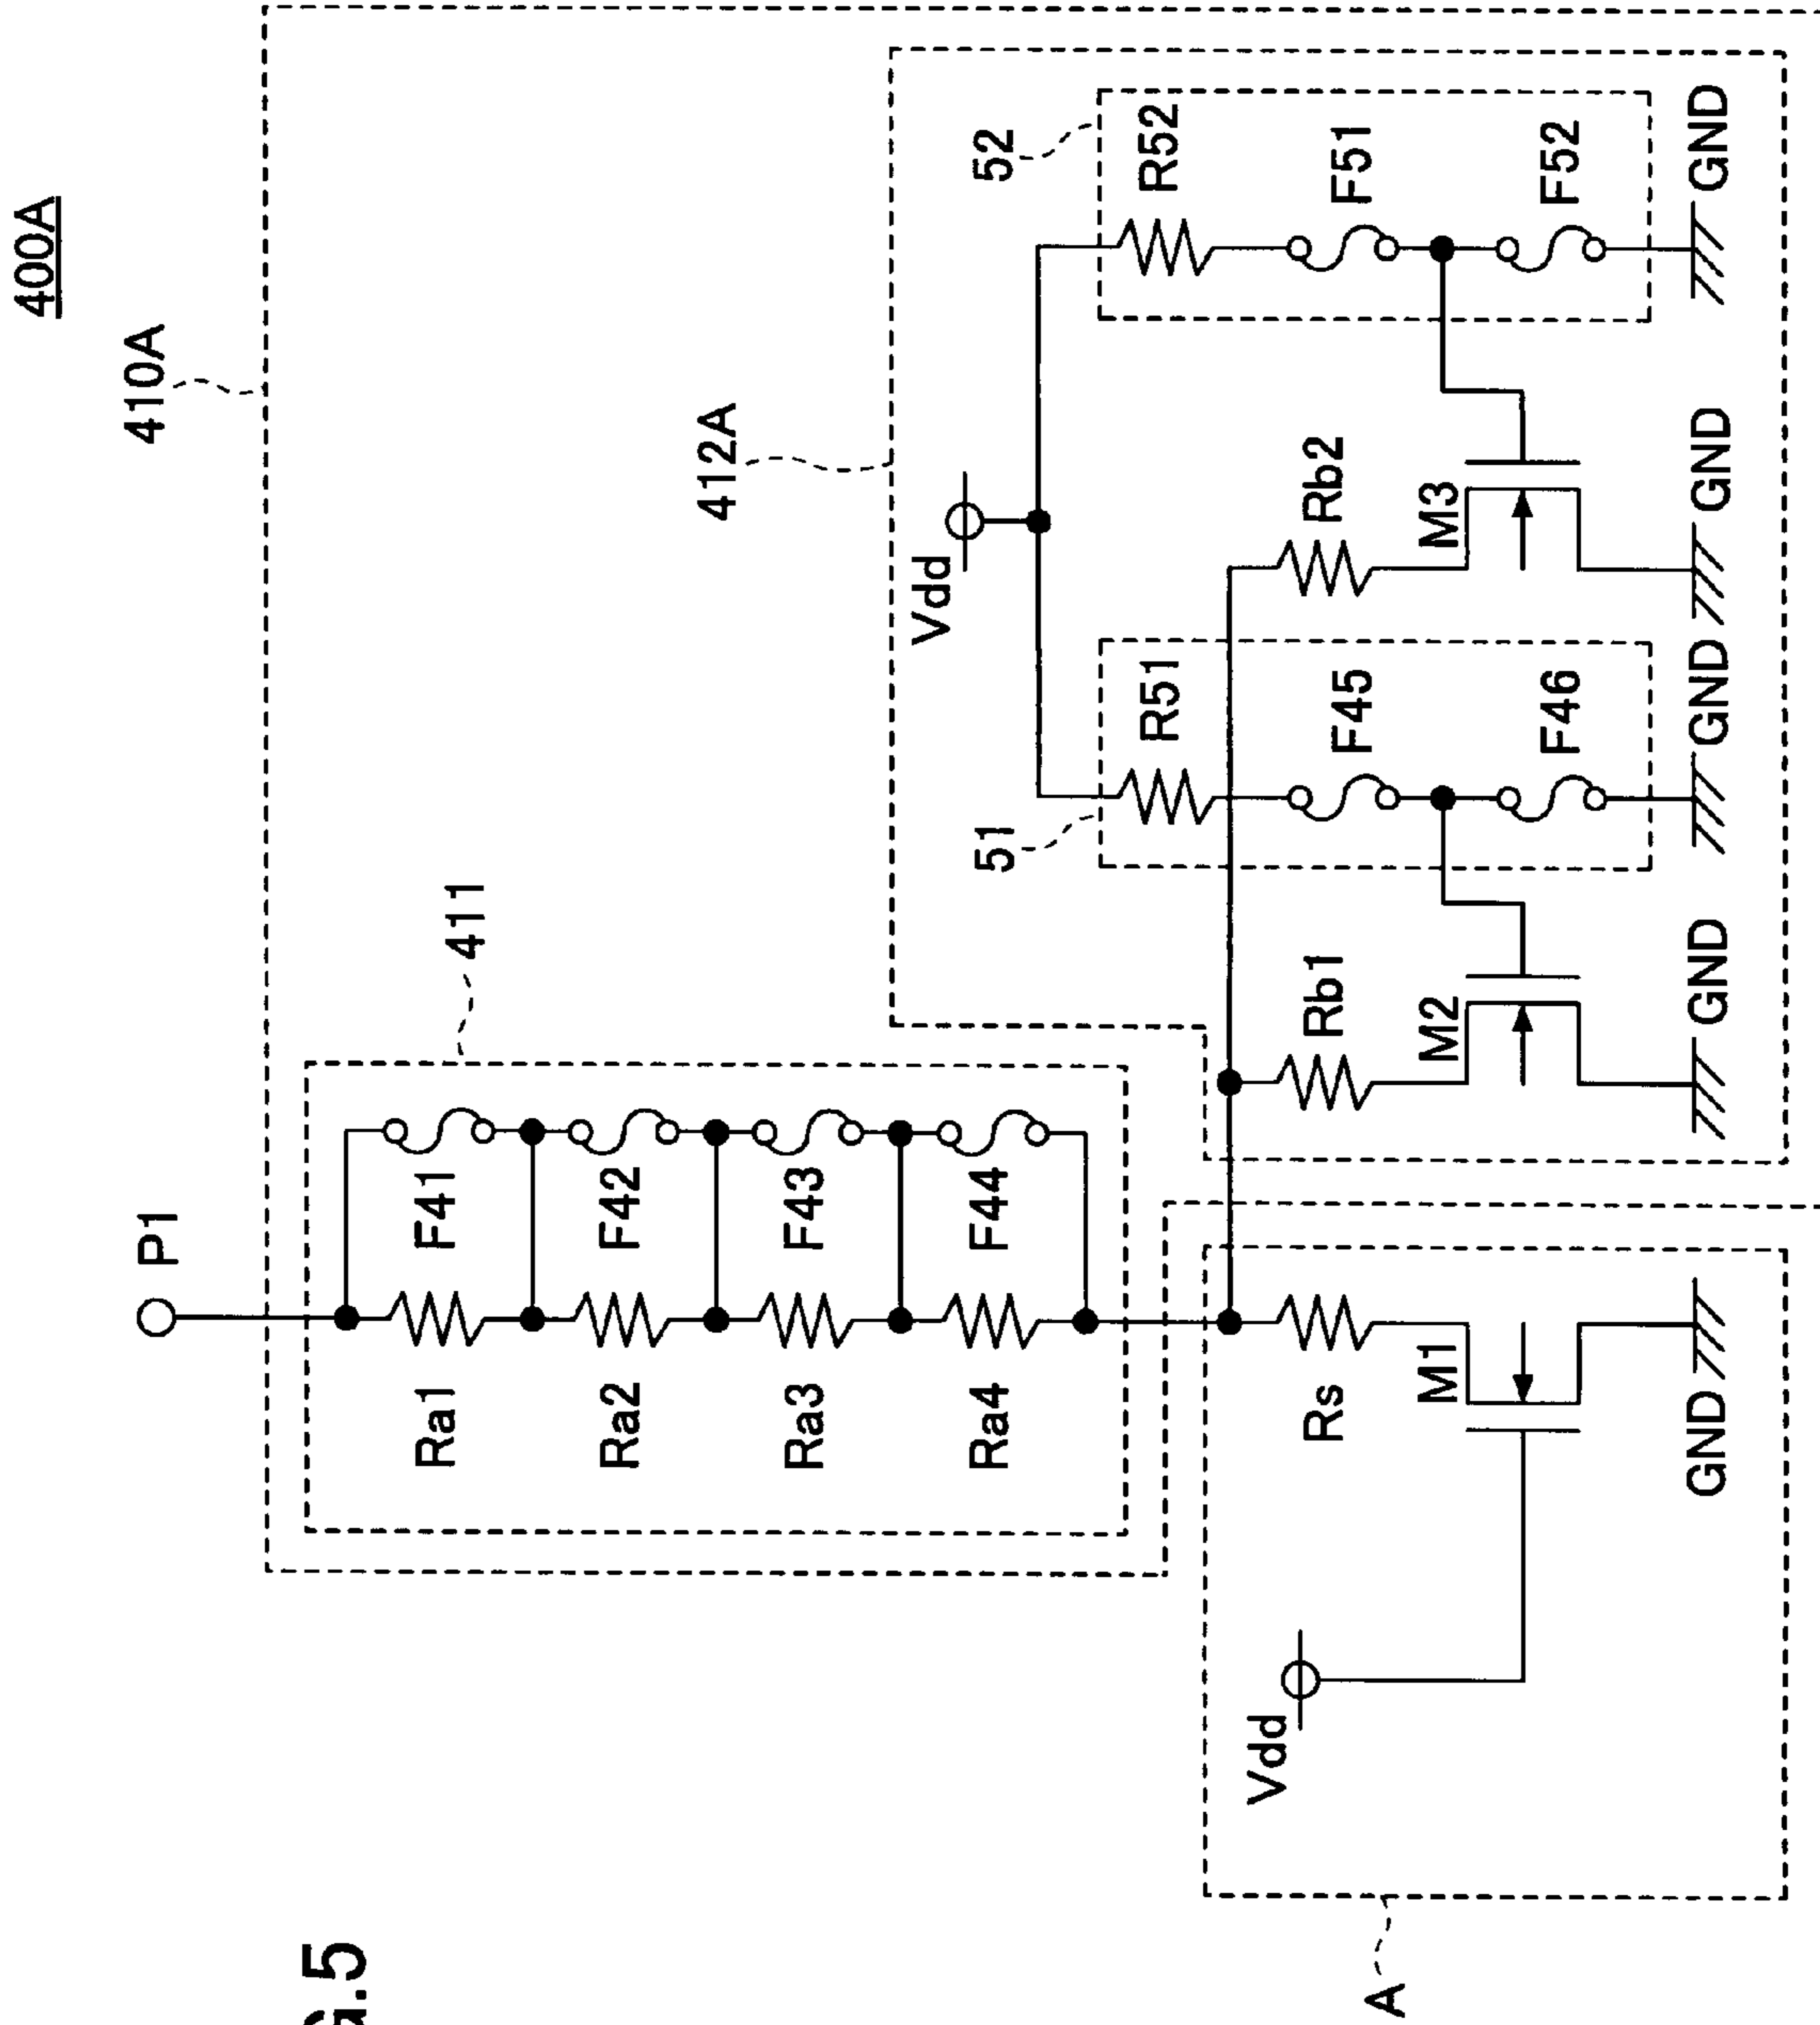 400A
410A
P1
411
Ra1
F41
Ra2
F42
Ra3
F43
Ra4
F44
412A
Vdd
51
R51
F45
F46
GND
52
R52
F51
F52
GND
Rb1
M2
GND
Rb2
M3
GND
A
Vdd
Rs
M1
GND
G.5